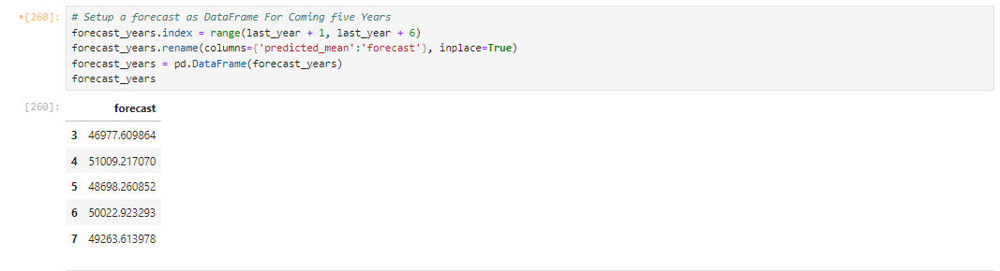 [260]: # Setup a forecast as DataFrame For Coming five Years
forecast_years.index = range(last_year + 1, last_year + 6)
forecast_years.rename(columns={'predicted_mean':'forecast'}, inplace=True)
forecast_years = pd.DataFrame(forecast_years)
forecast_years
[260]: forecast
3 46977.609864
4 51009.217070
5 48698.260852
6 50022.923293
7 49263.613978